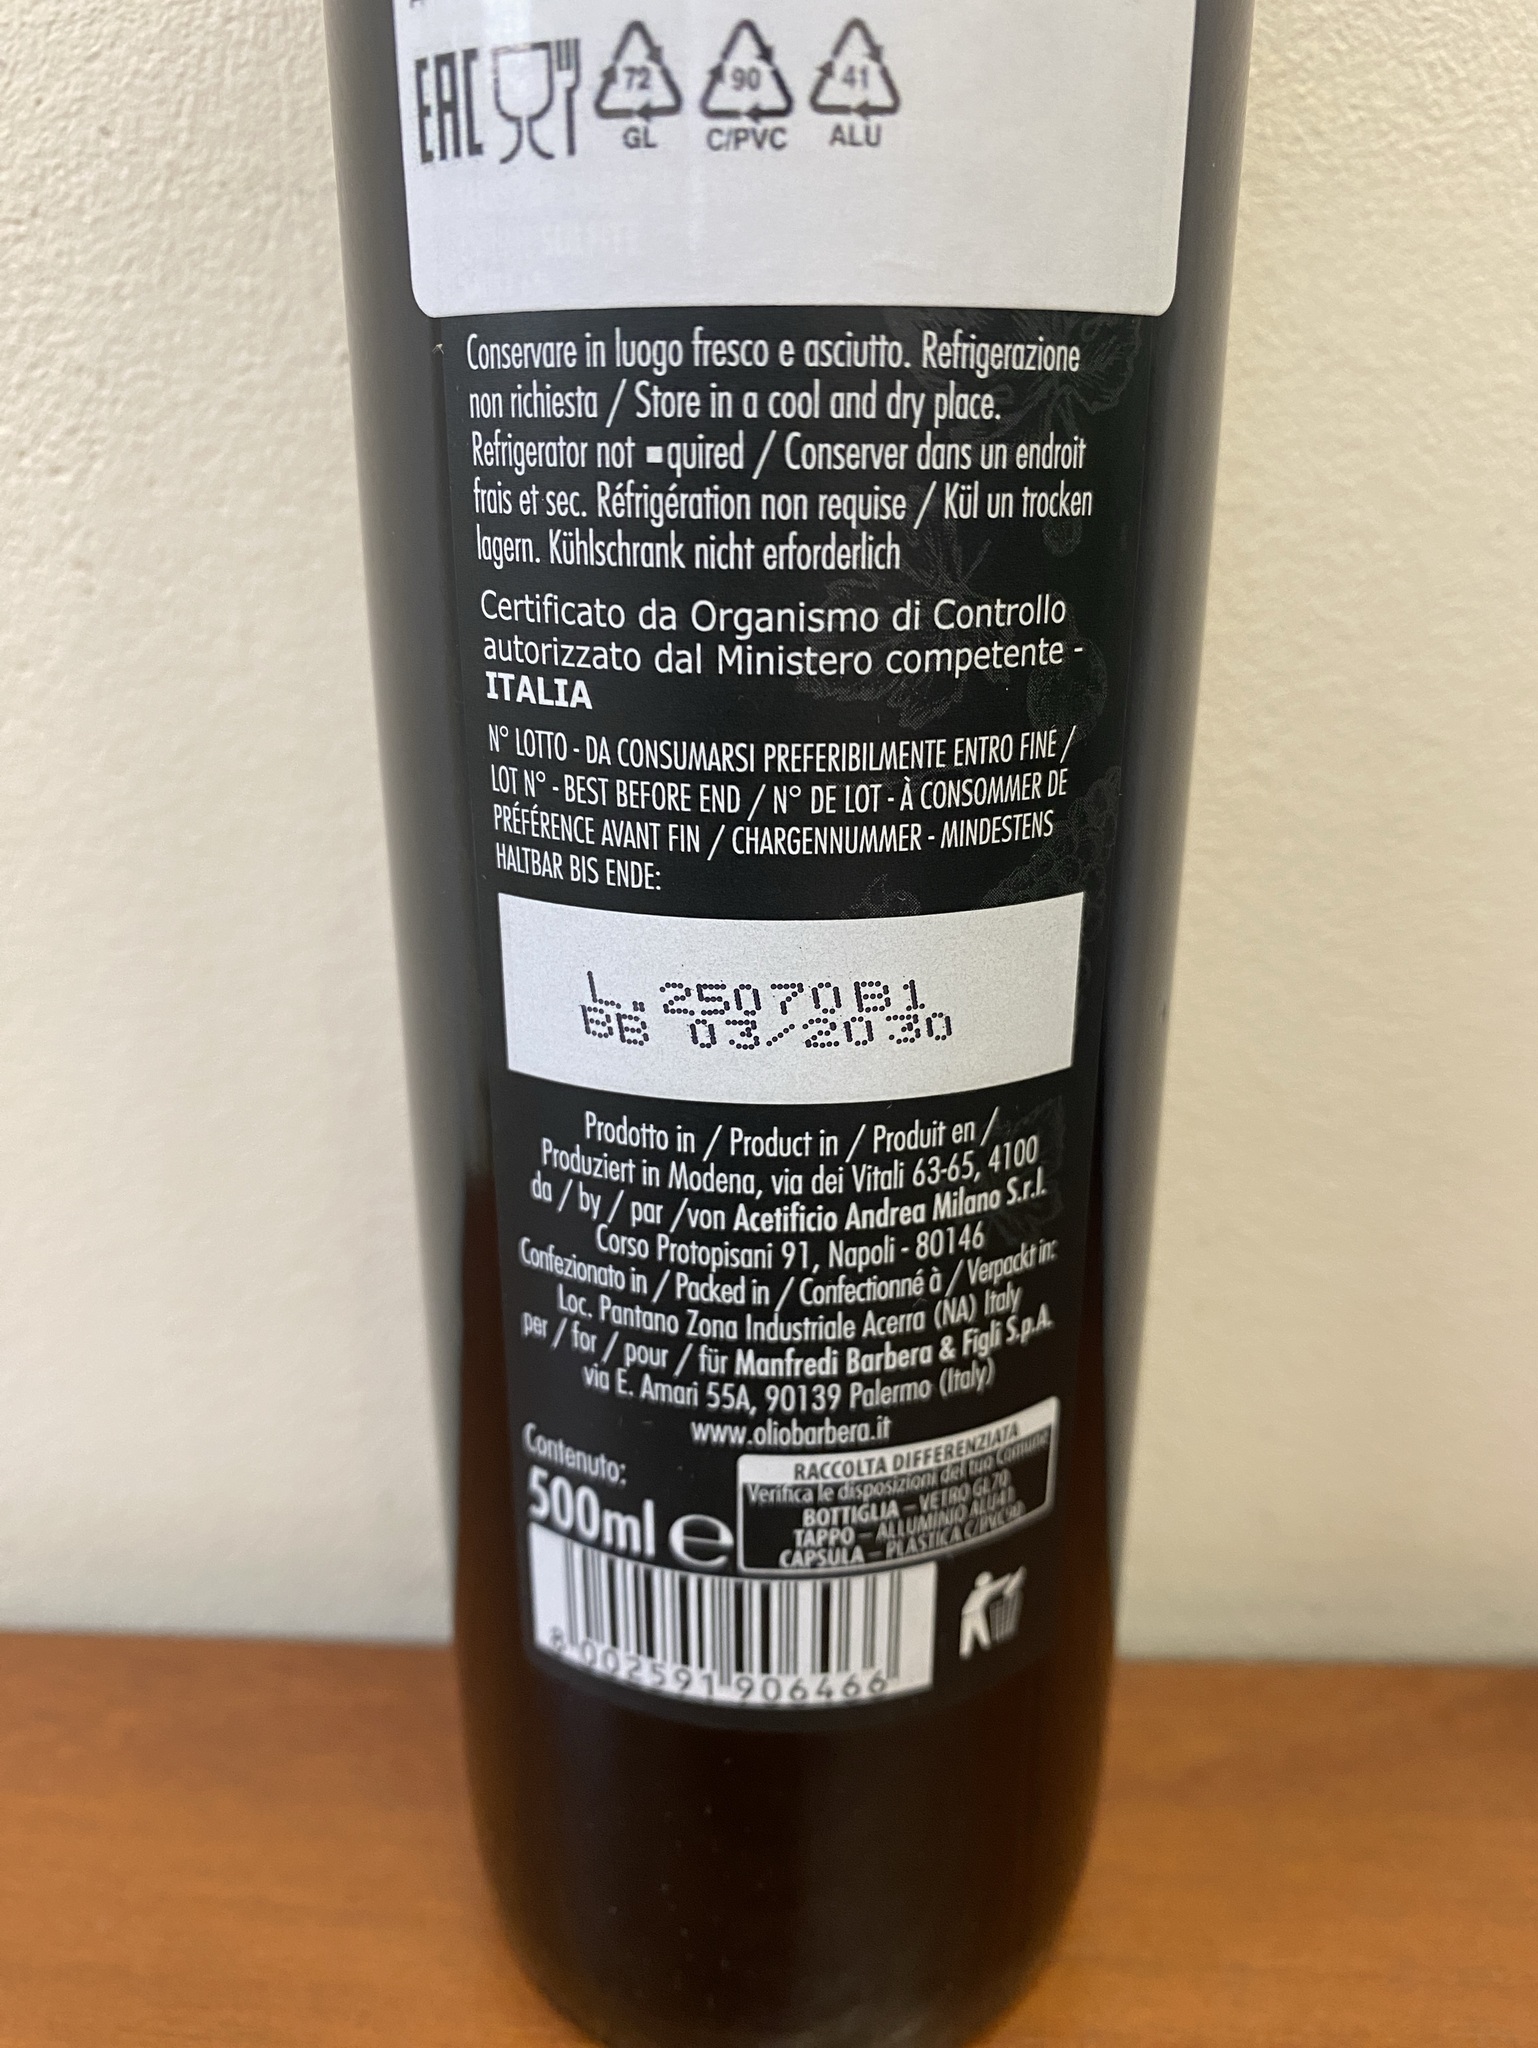 EAC
72 90 41
GL C/PVC ALU
Conservare in luogo fresco e asciutto. Refrigerazione
non richiesta / Store in a cool and dry place.
Refrigerator not ■quired / Conserver dans un endroit
frais et sec. Réfrigération non requise / Kül un trocken
lagern. Kühlschrank nicht erforderlich
Certificato da Organismo di Controllo
autorizzato dal Ministero competente -
ITALIA
N° LOTTO - DA CONSUMARSI PREFERIBILMENTE ENTRO FINE /
LOT N° - BEST BEFORE END / N° DE LOT - À CONSOMMER DE
PRÉFÉRENCE AVANT FIN / CHARGENNUMMER - MINDESTENS
HALTBAR BIS ENDE:
L.25070B1
BB 03/2030
Prodotto in / Product in / Produit en /
Produziert in Modena, via dei Vitali 63-65, 4100
da / by / par /von Acetificio Andrea Milano S.r.l.
Corso Protopisani 91, Napoli - 80146
Confezionato in / Packed in / Confectionné à / Verpackt in:
Loc. Pantano Zona Industriale Acerra (NA) Italy
per / for / pour / für Manfredi Barbera & Figli S.p.A.
via E. Amari 55A, 90139 Palermo (Italy)
www.oliobarbera.it
Contenuto:
500ml e
RACCOLTA DIFFERENZIATA
Verifica le disposizioni del tuo Comune
BOTTIGLIA – VETRO GL70
TAPPO – ALLUMINIO ALU41
CAPSULA – PLASTICA C/PVC90
8 002591 906466